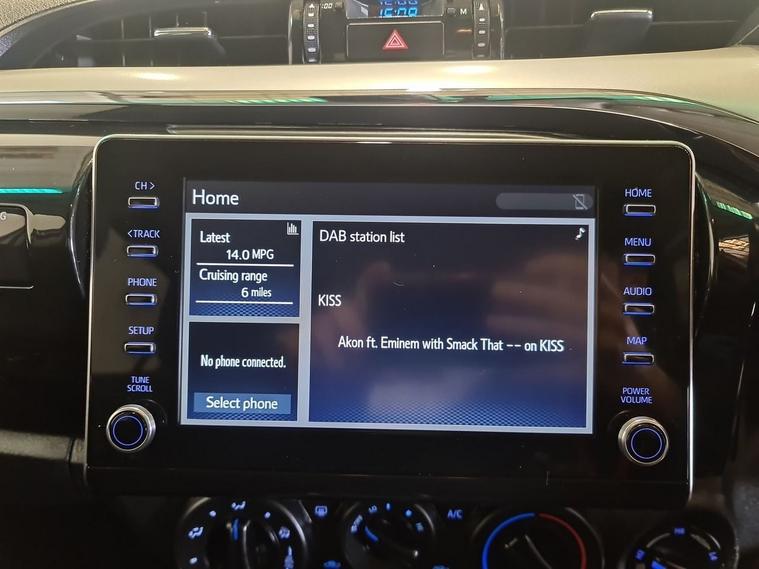 :00
M
CH >
< TRACK
PHONE
SETUP
TUNE
SCROLL
Home
Latest
14.0 MPG
Cruising range
6 miles
No phone connected.
Select phone
DAB station list
KISS
Akon ft. Eminem with Smack That -- on KISS
HOME
MENU
AUDIO
MAP
POWER
VOLUME
A/C